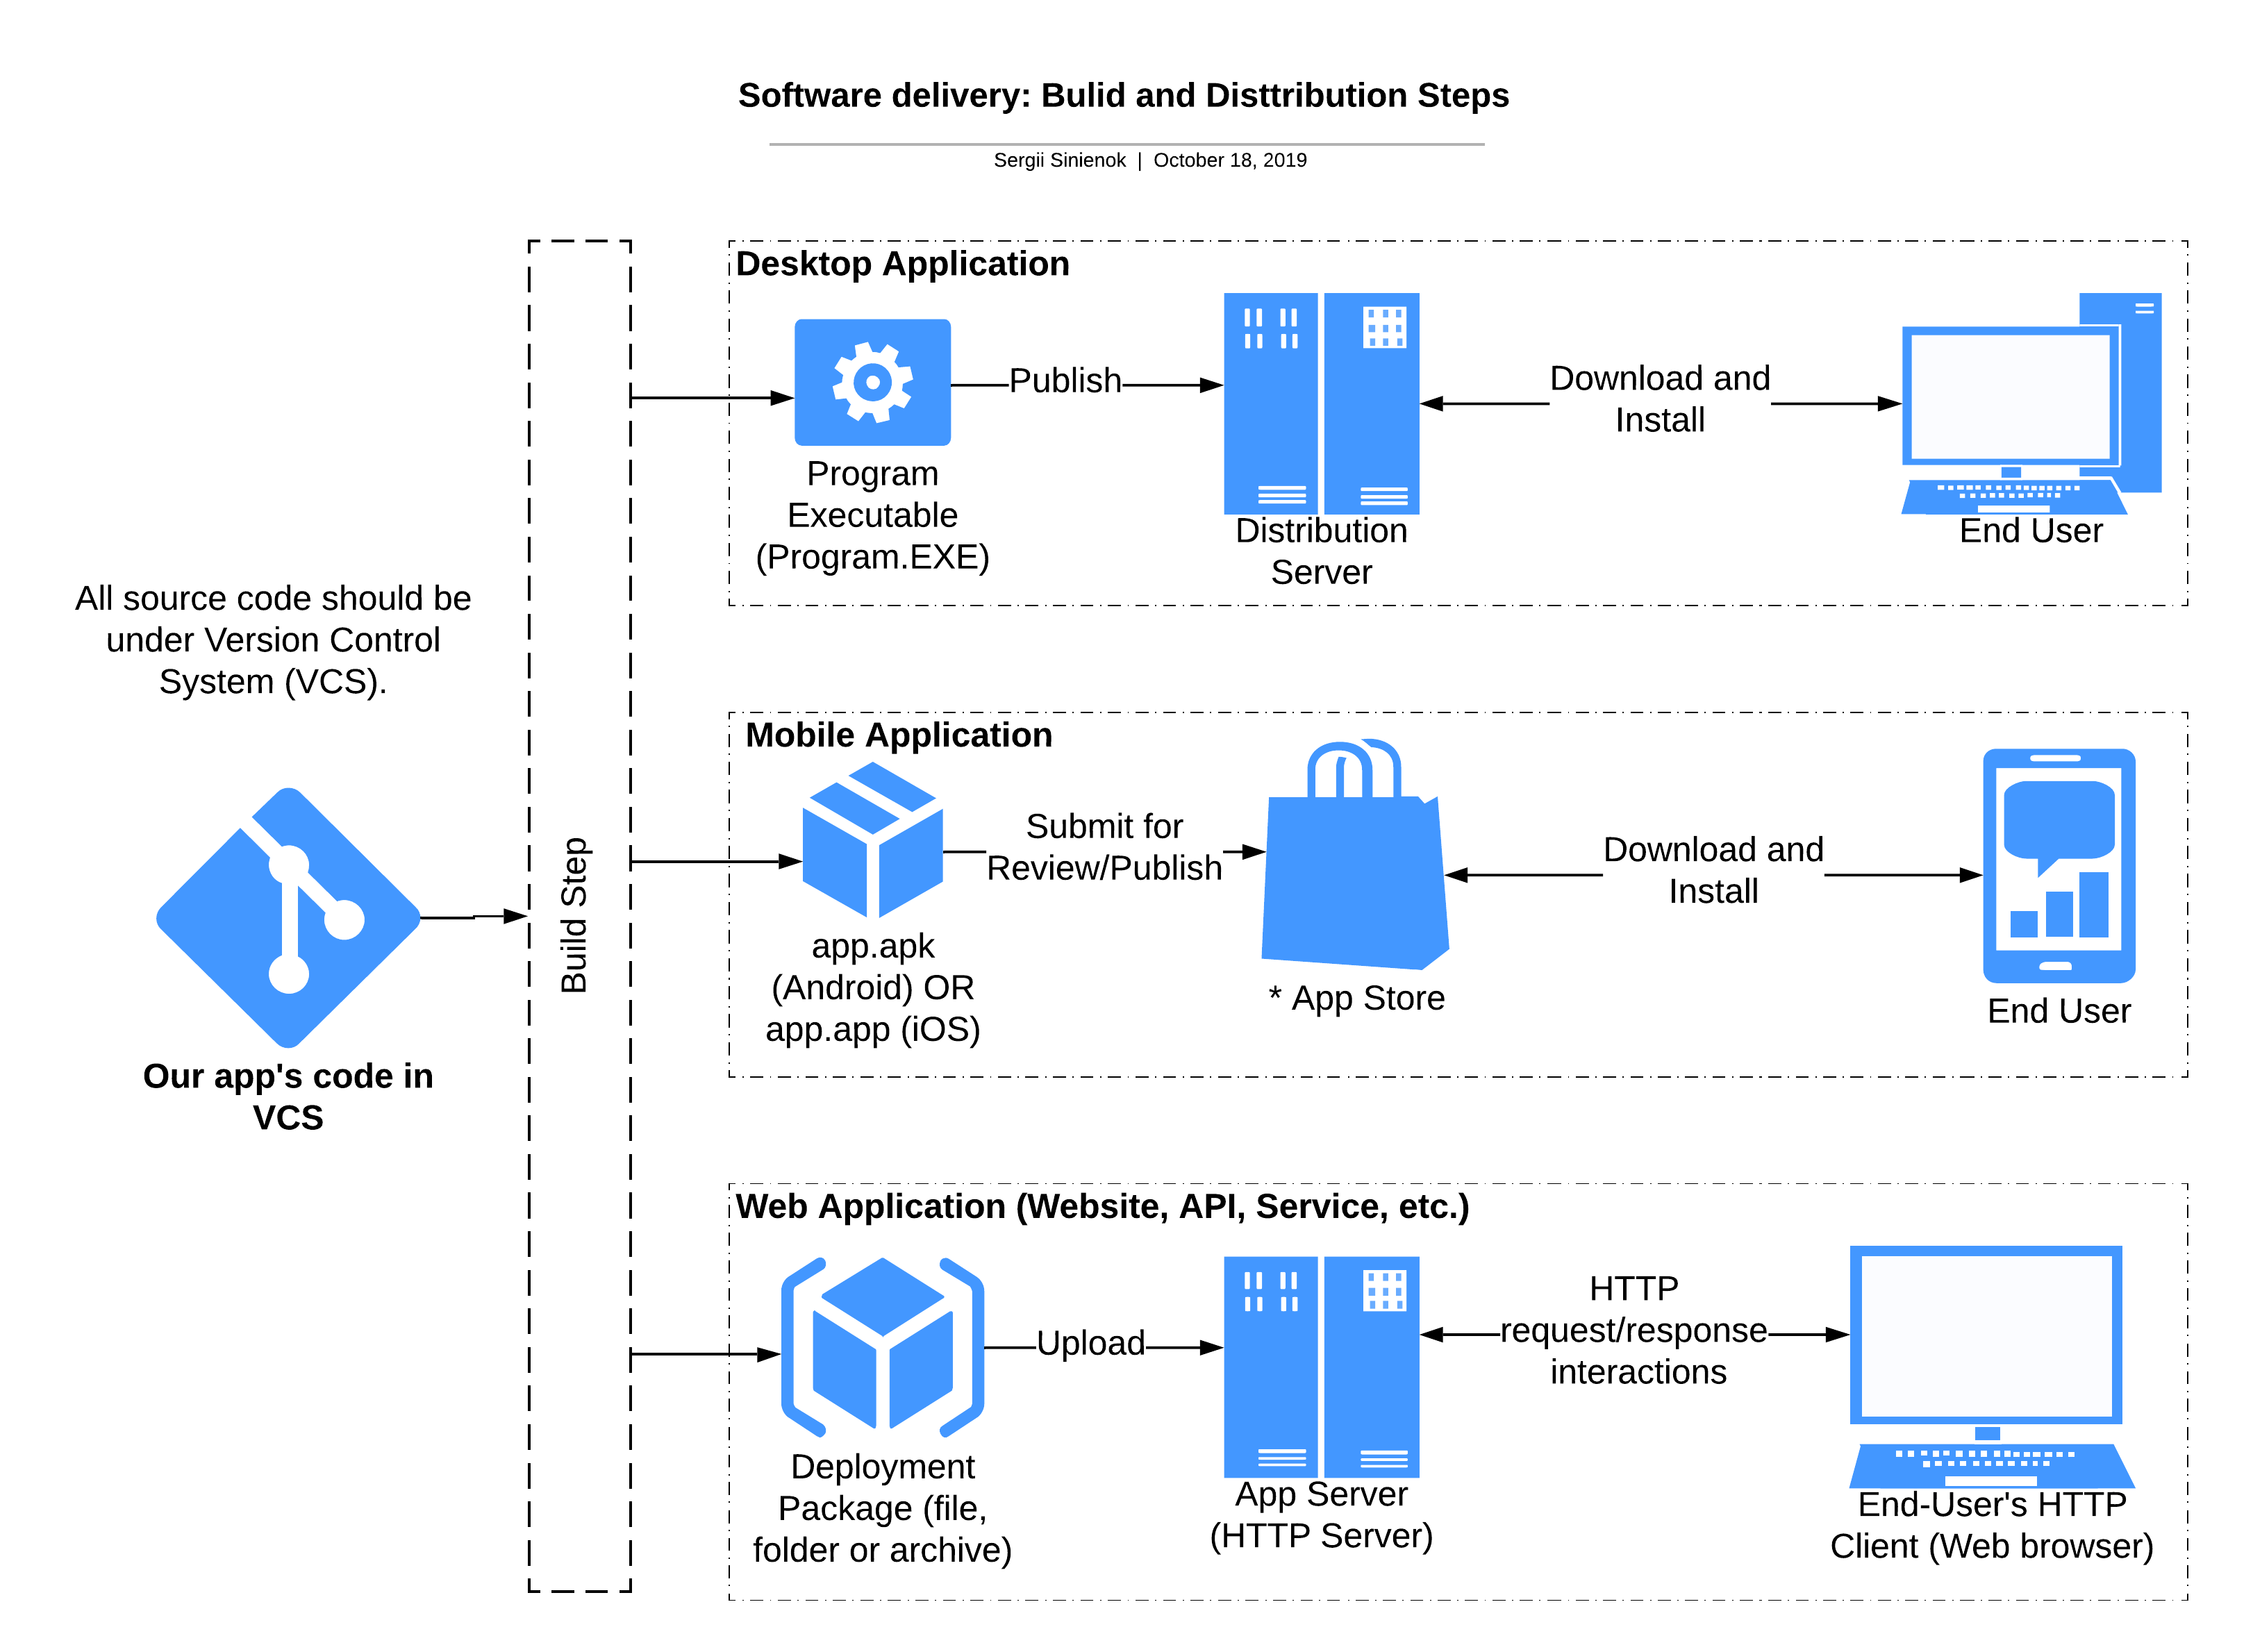 Software delivery: Bulid and Disttribution Steps
Sergii Sinienok | October 18, 2019
All source code should be
under Version Control
System (VCS).
Our app's code in
VCS
Build Step
Desktop Application
Program
Executable
(Program.EXE)
Publish
Distribution
Server
Download and
Install
End User
Mobile Application
app.apk
(Android) OR
app.app (iOS)
Submit for
Review/Publish
* App Store
Download and
Install
End User
Web Application (Website, API, Service, etc.)
Deployment
Package (file,
folder or archive)
Upload
App Server
(HTTP Server)
HTTP
request/response
interactions
End-User's HTTP
Client (Web browser)